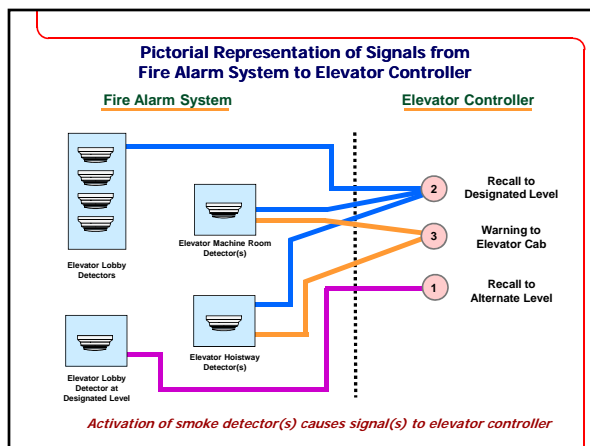 Pictorial Representation of Signals from
Fire Alarm System to Elevator Controller
Fire Alarm System
Elevator Controller
2
Recall to
Designated Level
Elevator Machine Room
Detector(s)
3
Warning to
Elevator Cab
Elevator Lobby
Detectors
1
Recall to
Alternate Level
Elevator Hoistway
Detector(s)
Elevator Lobby
Detector at
Designated Level
Activation of smoke detector(s) causes signal(s) to elevator controller